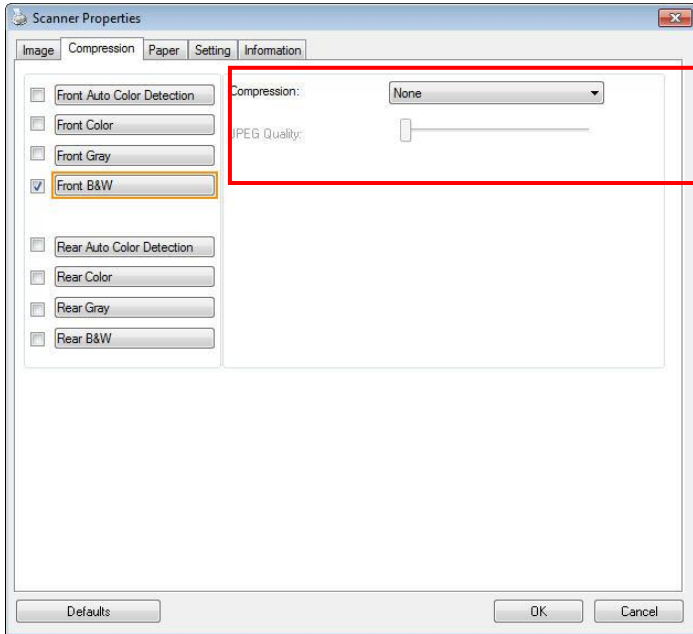 Scanner Properties
Image Compression Paper Setting Information
Front Auto Color Detection
Front Color
Front Gray
Front B&W
Rear Auto Color Detection
Rear Color
Rear Gray
Rear B&W
Compression: None
JPEG Quality:
Defaults OK Cancel